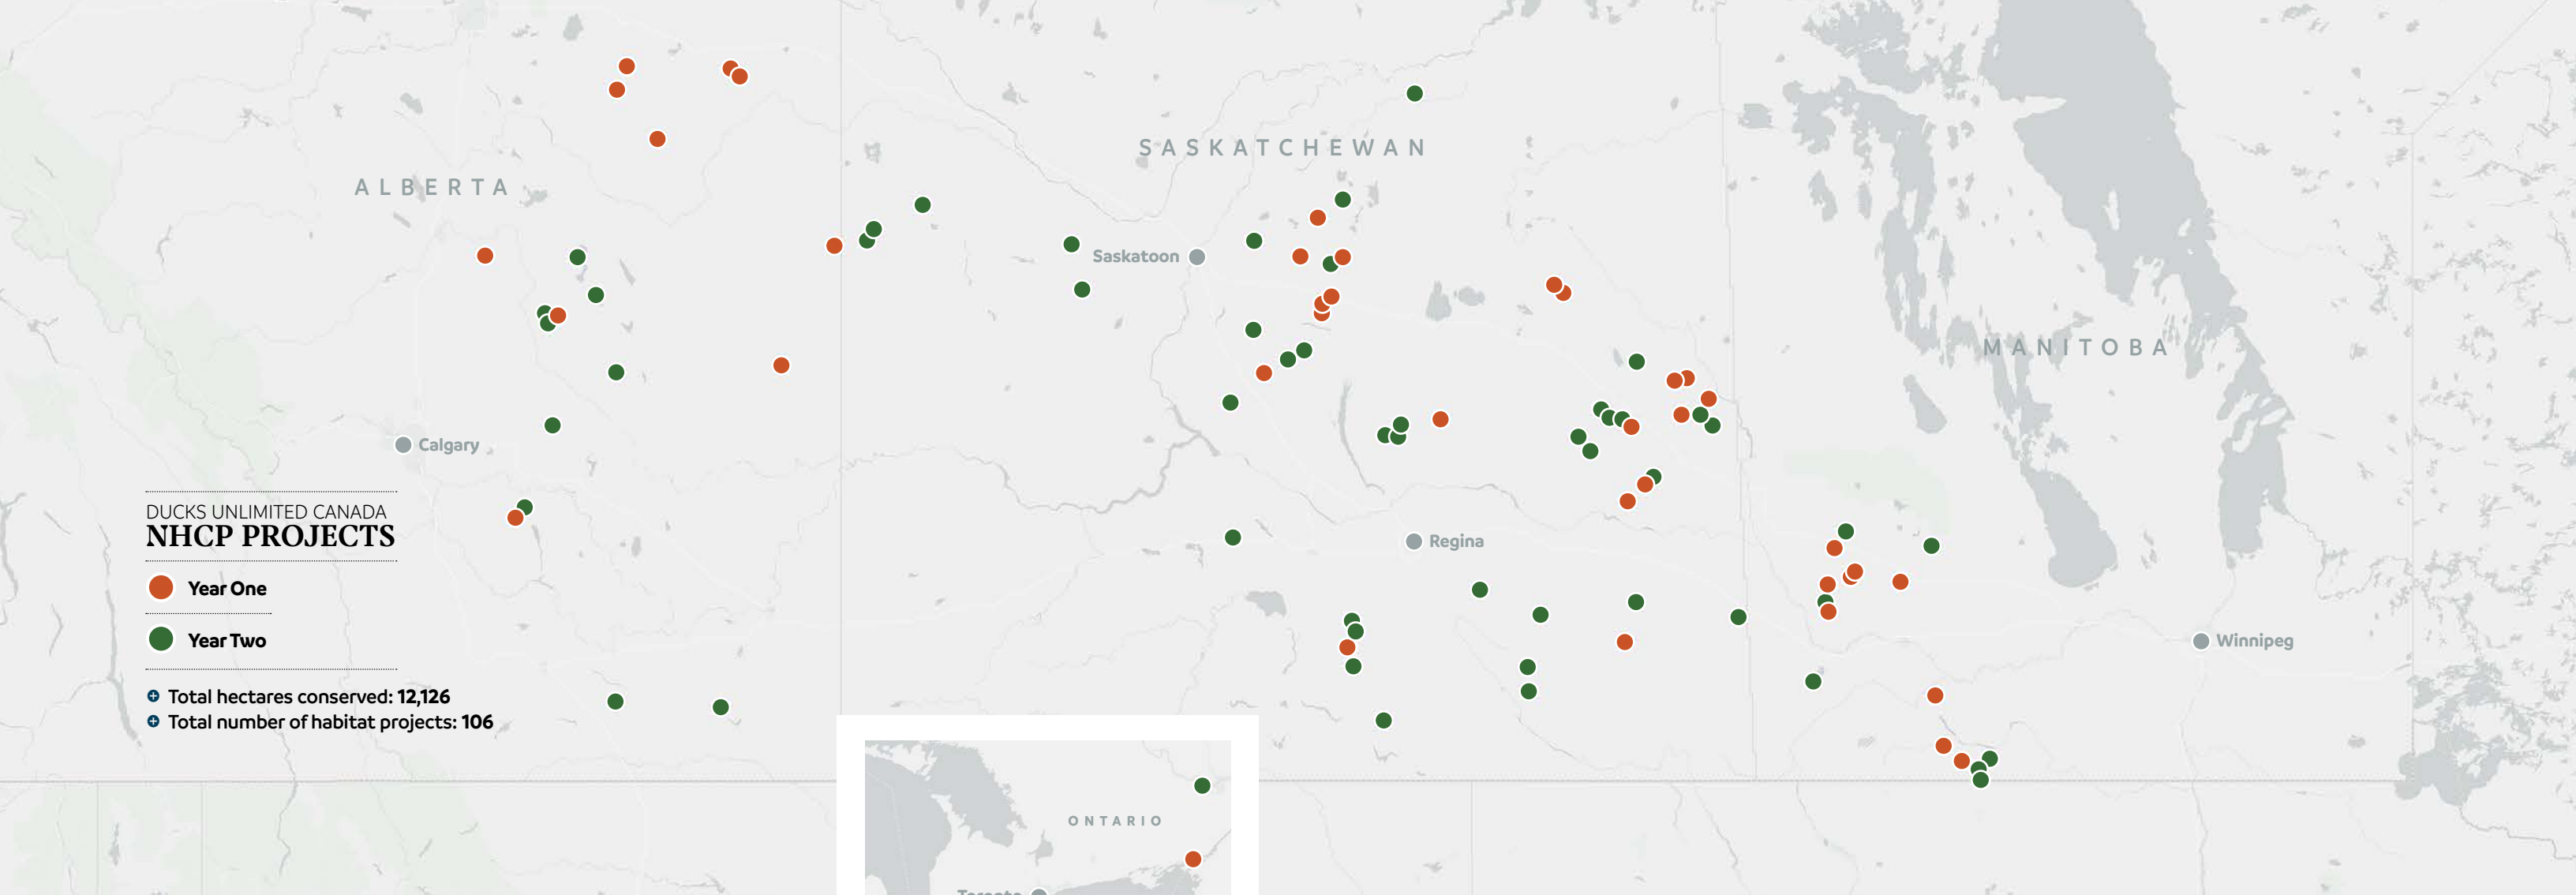 SASKATCHEWAN
ALBERTA
Saskatoon
MANITOBA
Calgary
DUCKS UNLIMITED CANADA
NHCP PROJECTS
Regina
Year One
Year Two
Winnipeg
Total hectares conserved: 12,126
Total number of habitat projects: 106
ONTARIO
Toronto